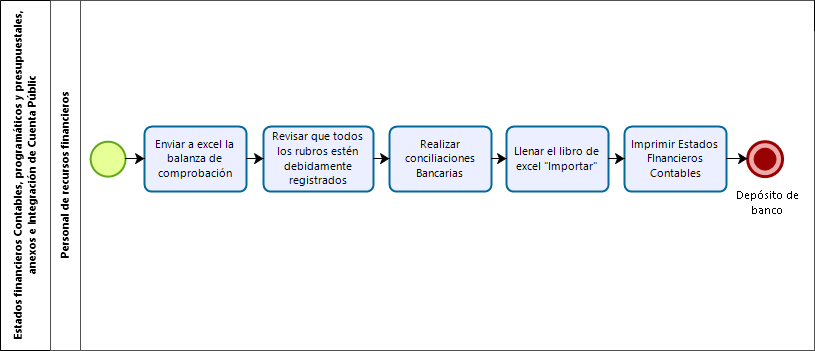 Estados financieros Contables, programáticos y presupuestales,
anexos e Integración de Cuenta Públic
Personal de recursos financieros
Enviar a excel la
balanza de
comprobación
Revisar que todos
los rubros estén
debidamente
registrados
Realizar
conciliaciones
Bancarias
Llenar el libro de
excel "Importar"
Imprimir Estados
FInancieros
Contables
Depósito de
banco